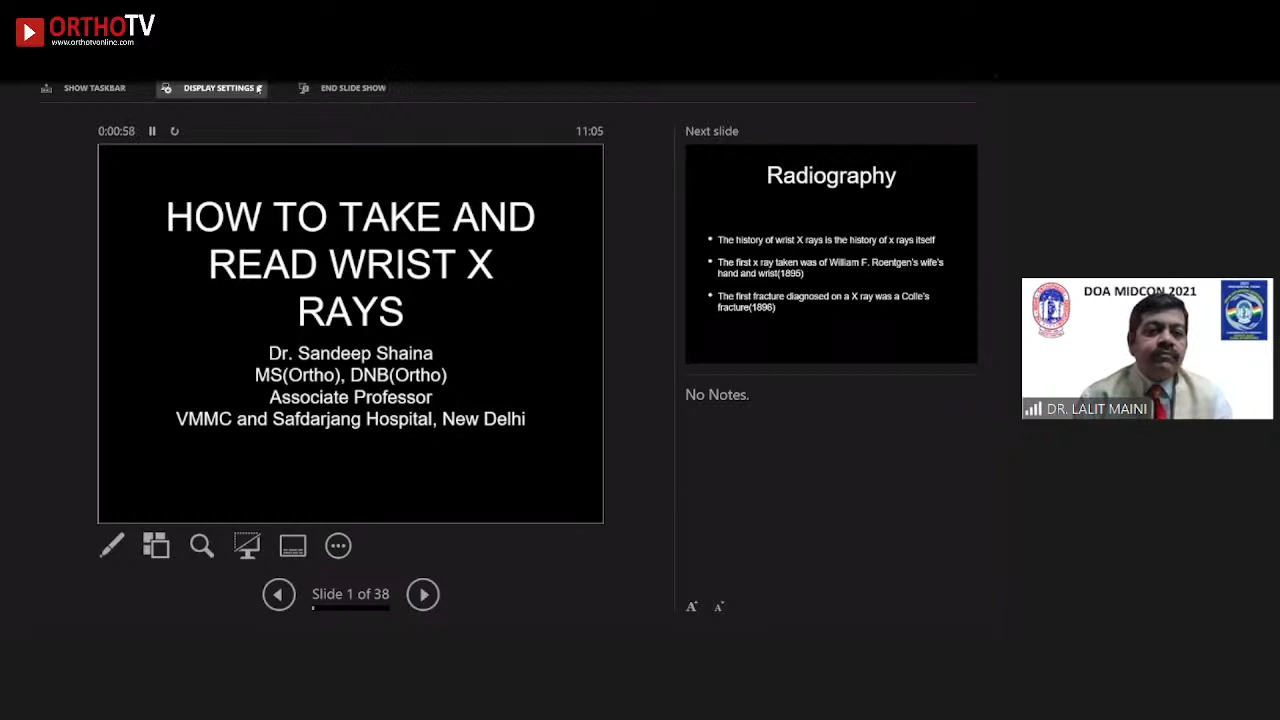 ORTHOTV
www.orthotvonline.com
SHOW TASKBAR
DISPLAY SETTINGS
END SLIDE SHOW
0:00:58
11:05
HOW TO TAKE AND
READ WRIST X
RAYS
Dr. Sandeep Shaina
MS(Ortho), DNB(Ortho)
Associate Professor
VMMC and Safdarjang Hospital, New Delhi
Slide 1 of 38
Next slide
Radiography
• The history of wrist X rays is the history of x rays itself
• The first x ray taken was of William F. Roentgen's wife's
hand and wrist(1895)
• The first fracture diagnosed on a X ray was a Colle's
fracture(1896)
No Notes.
A A
DOA MIDCON 2021
DR. LALIT MAINI